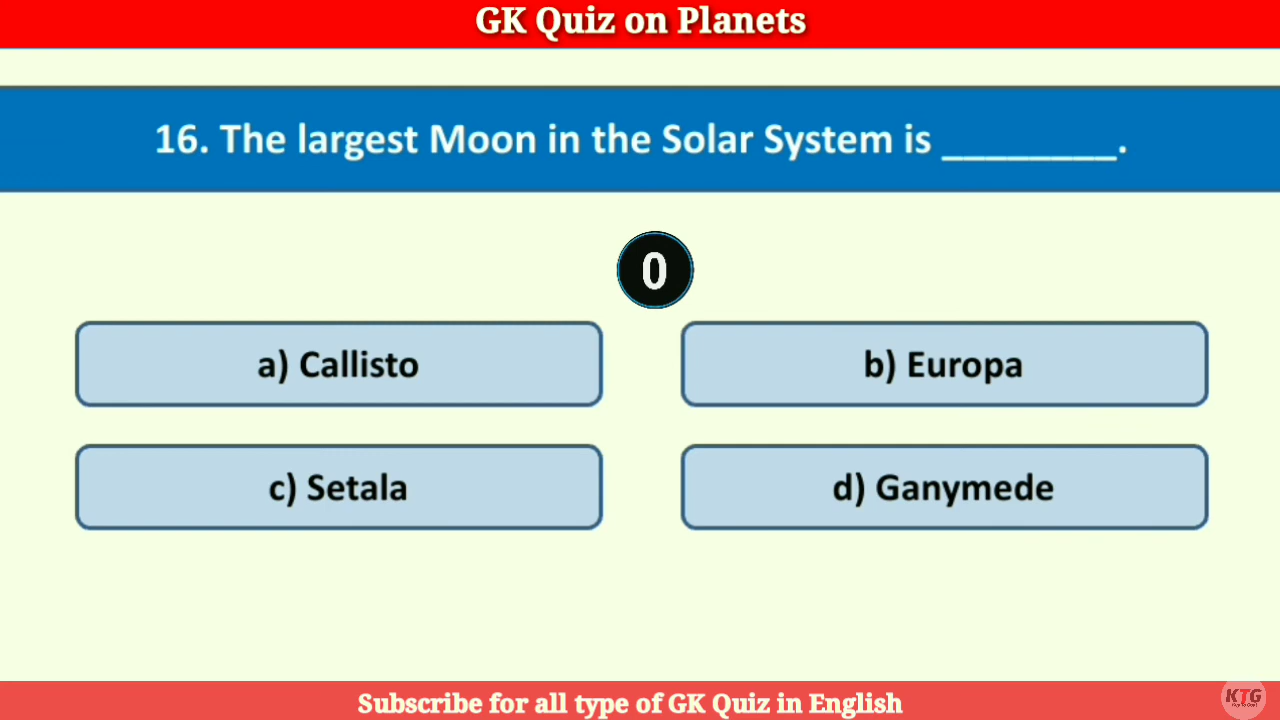 GK Quiz on Planets
16. The largest Moon in the Solar System is ________.
0
a) Callisto
b) Europa
c) Setala
d) Ganymede
Subscribe for all type of GK Quiz in English
KTG